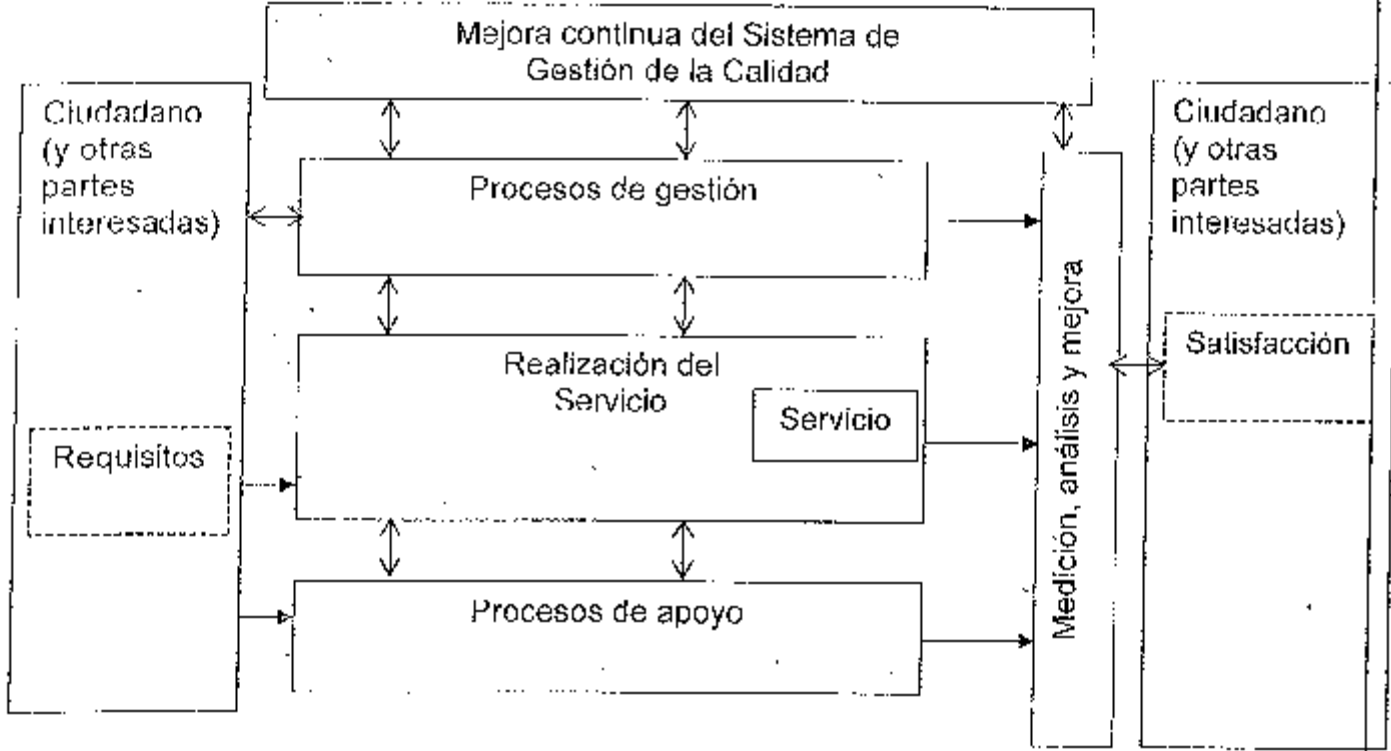 Mejora continua del Sistema de
Gestión de la Calidad
Ciudadano
(y otras
partes
interesadas)
Procesos de gestión
Realización del
Servicio
Servicio
Requisitos
Procesos de apoyo
Medición, análisis y mejora
Ciudadano
(y otras
partes
interesadas)
Satisfacción